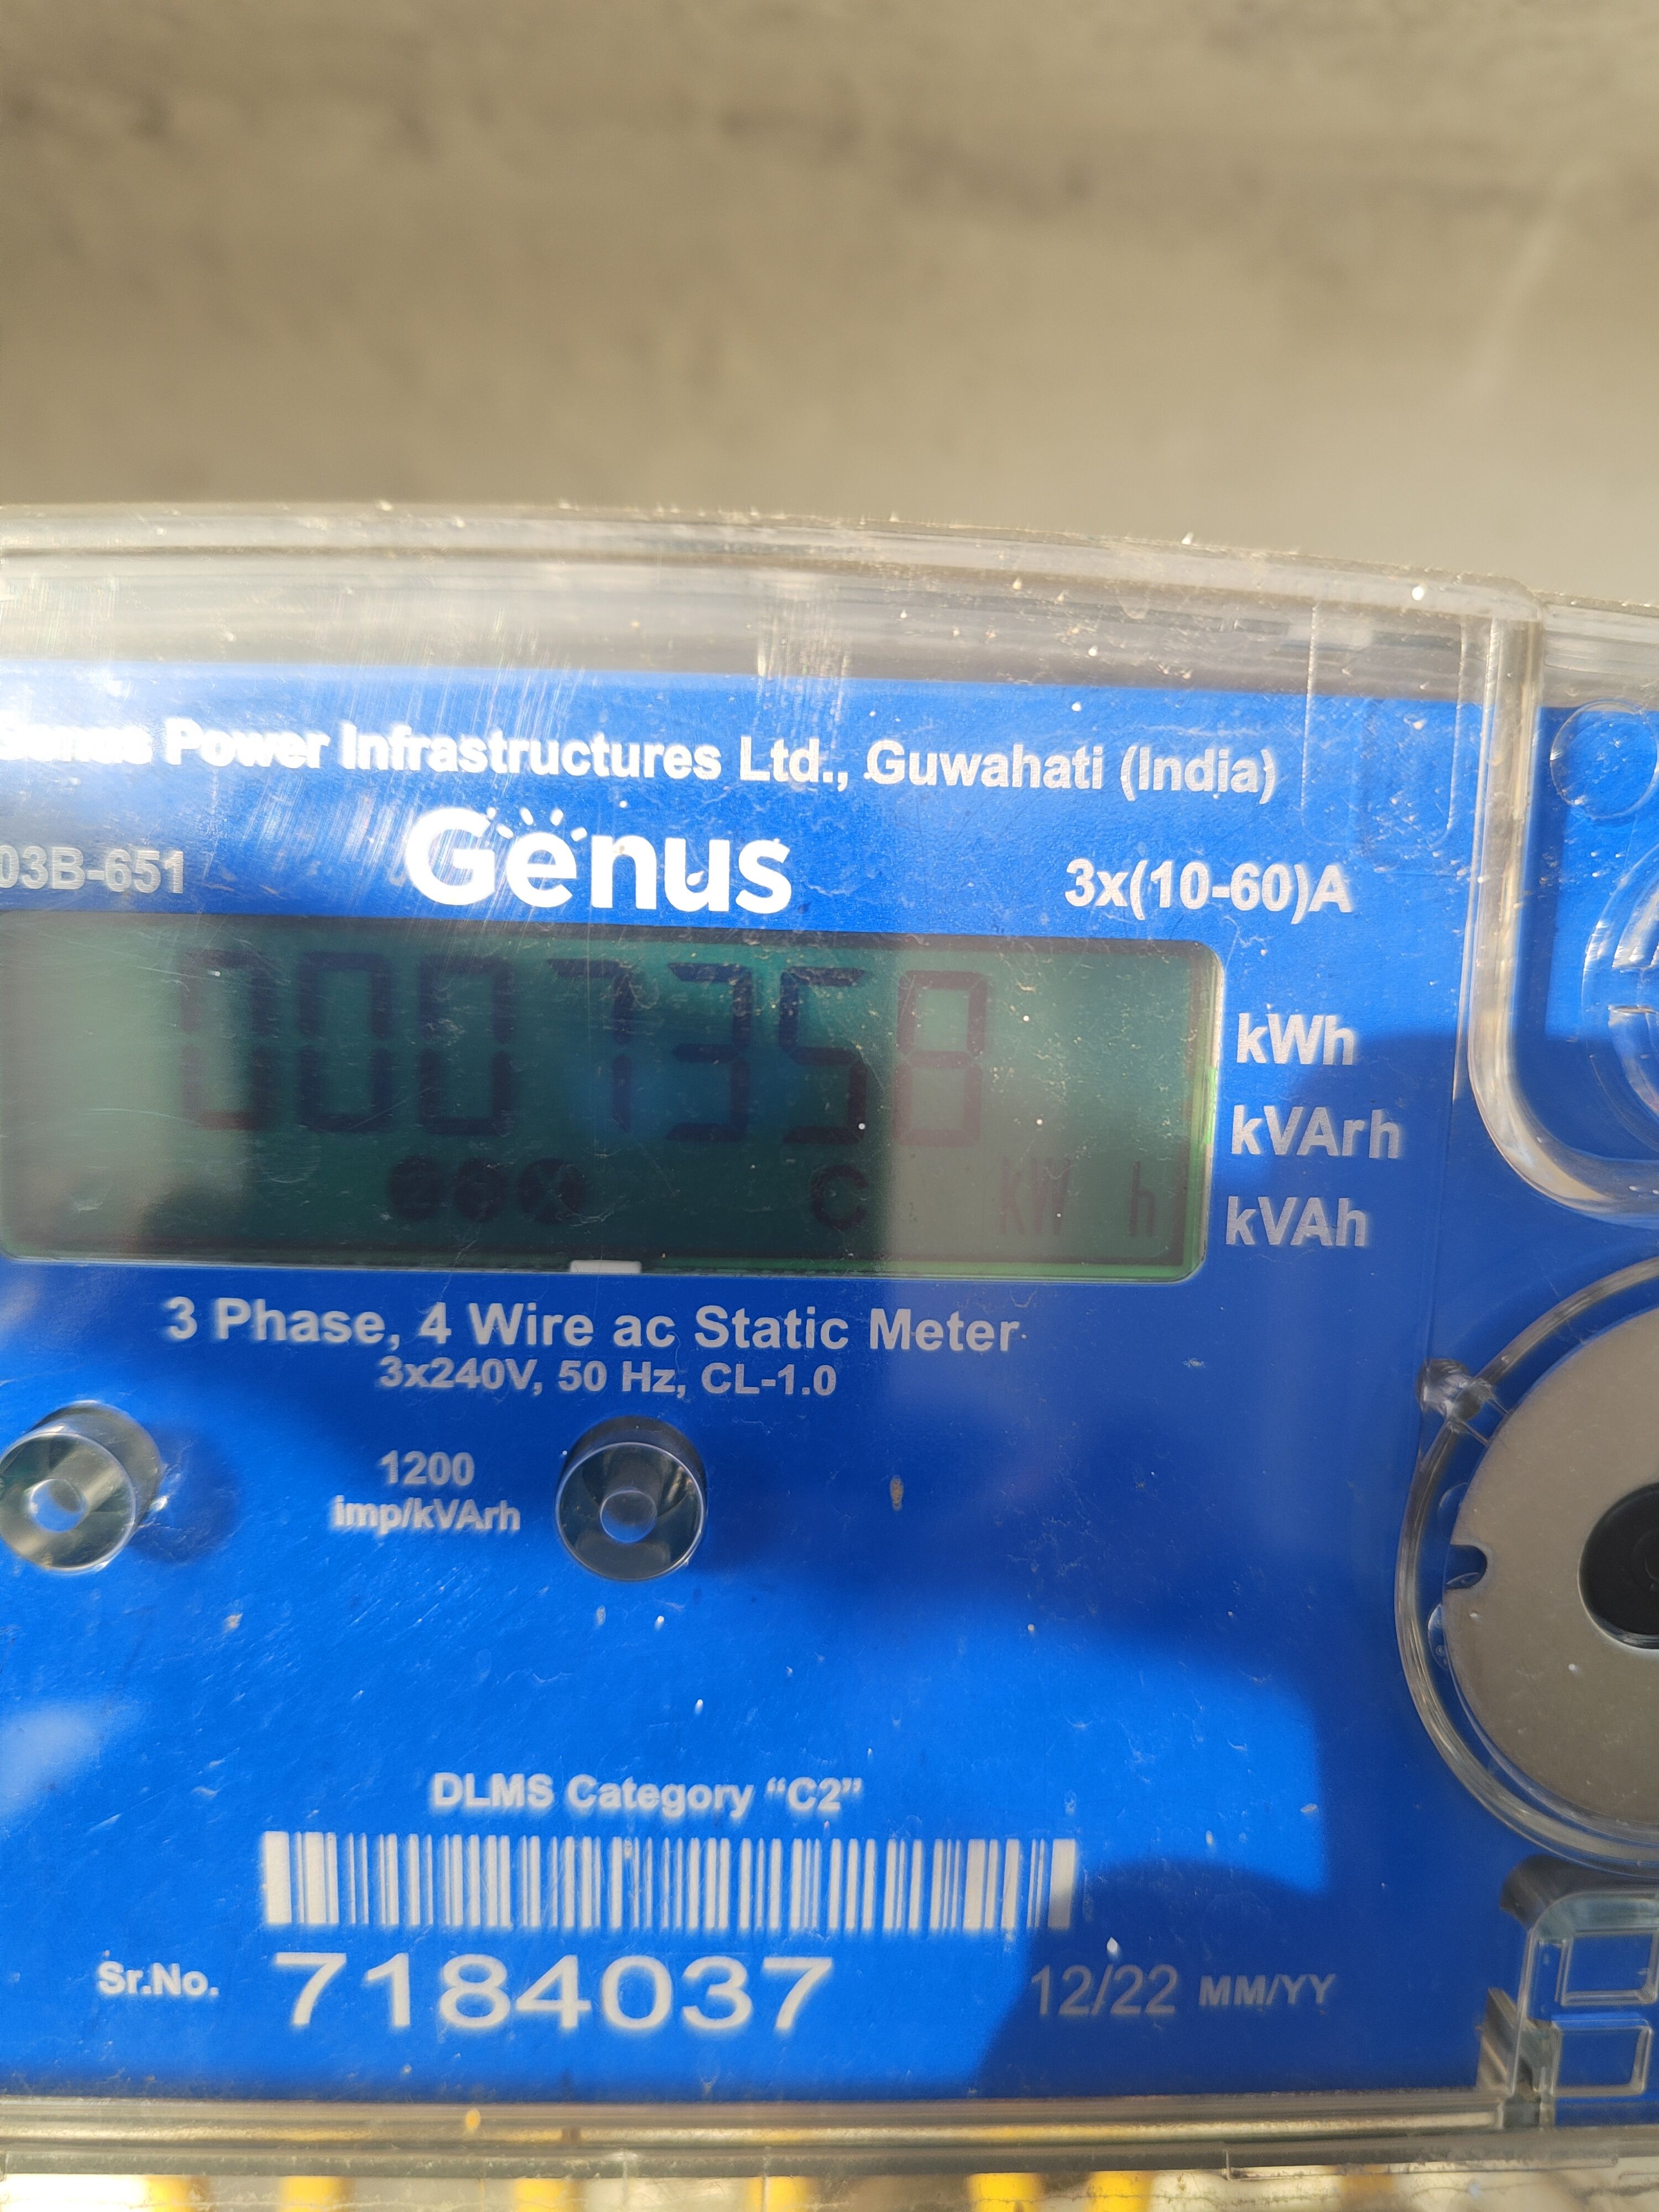 Genus Power Infrastructures Ltd., Guwahati (India)
Genus
03B-651
3x(10-60)A
0007358
C kW h
kWh
kVArh
kVAh
3 Phase, 4 Wire ac Static Meter
3x240V, 50 Hz, CL-1.0
1200
imp/kVArh
DLMS Category “C2”
Sr.No. 7184037 12/22 MM/YY